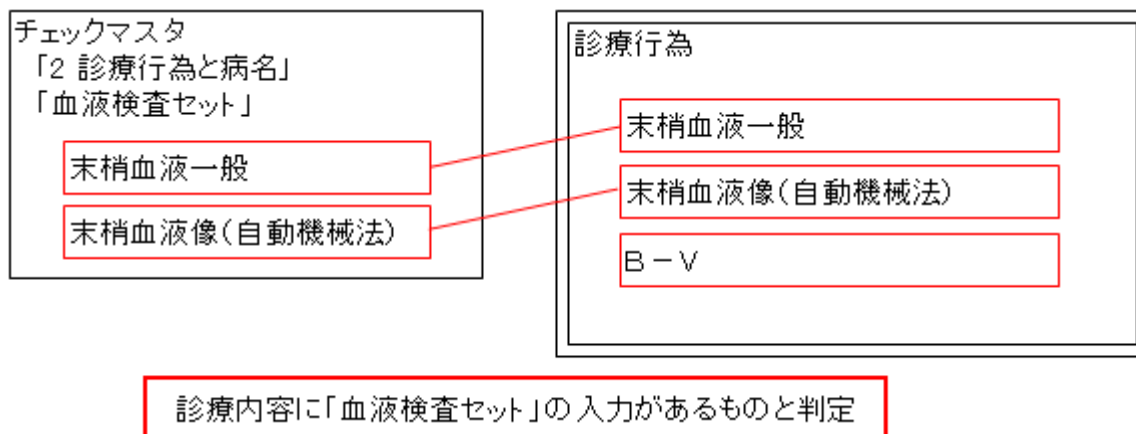 チェックマスタ
「2 診療行為と病名」
「血液検査セット」
末梢血液一般
末梢血液像(自動機械法)
診療行為
末梢血液一般
末梢血液像(自動機械法)
B-V
診療内容に「血液検査セット」の入力があるものと判定